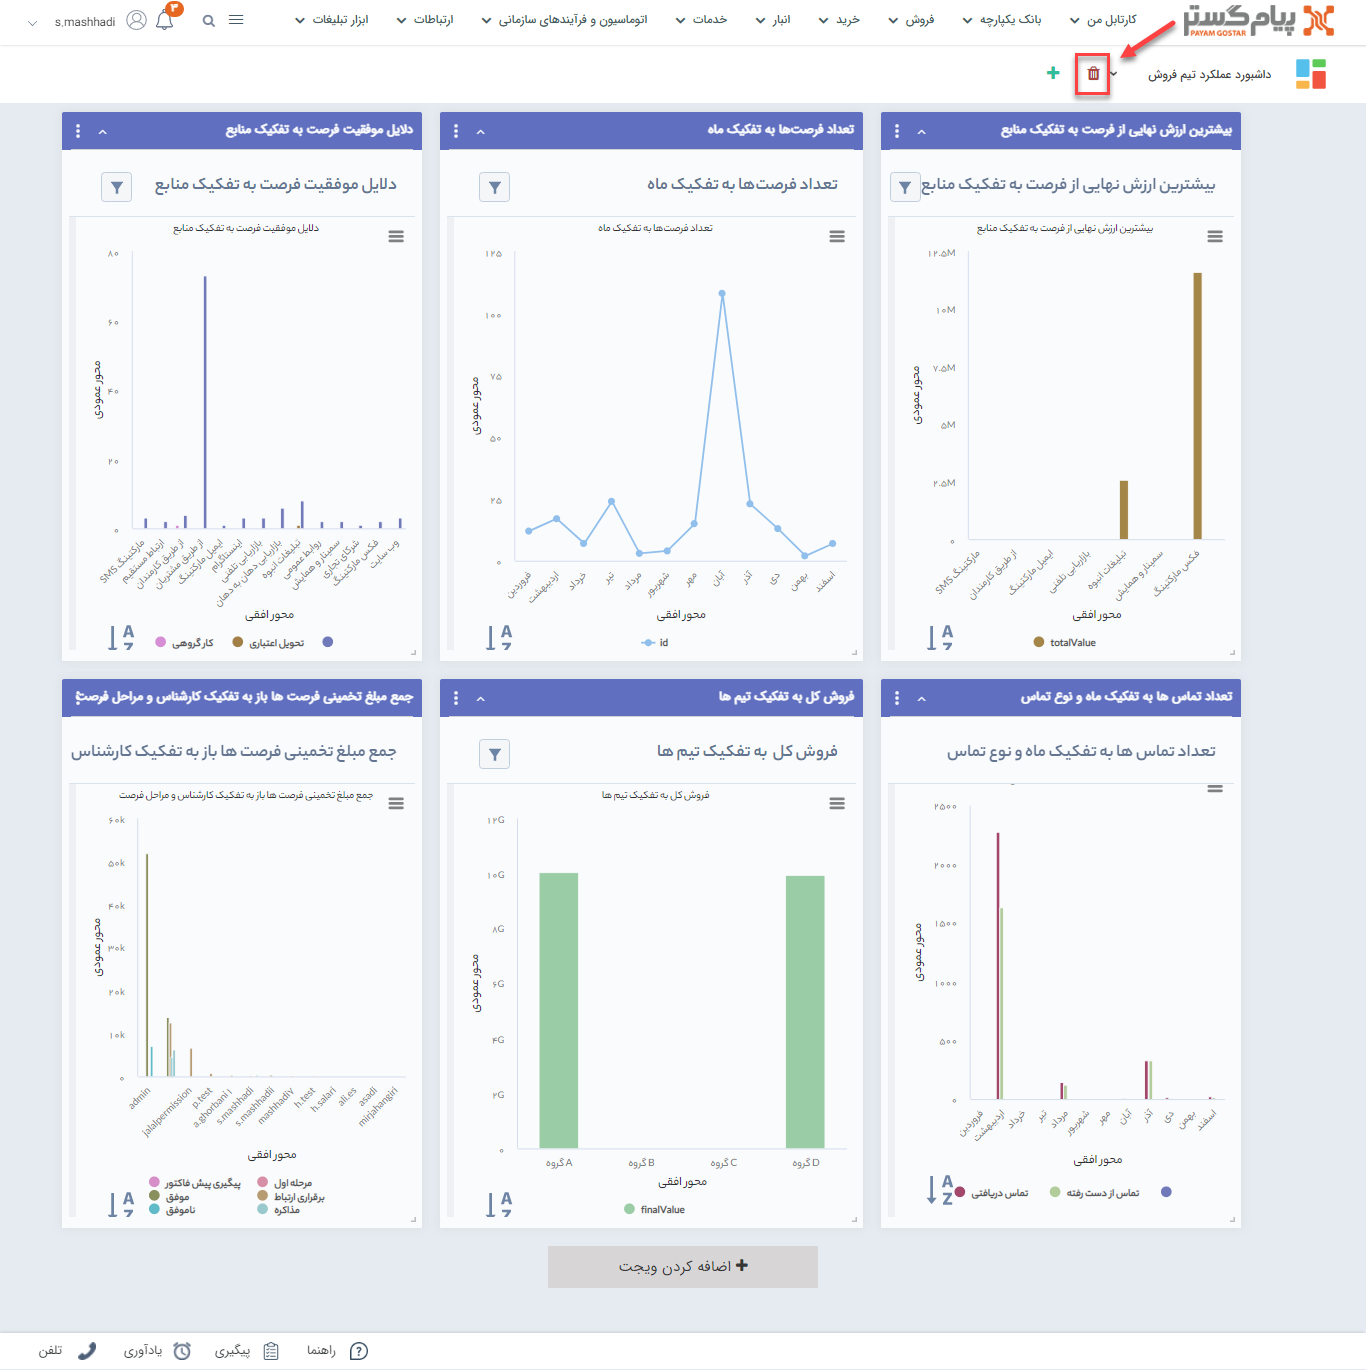 پیام‌گستر
PAYAM GOSTAR
کارتابل من
بانک یکپارچه
فروش
خرید
انبار
خدمات
اتوماسیون و فرآیندهای سازمانی
ارتباطات
ابزار تبلیغات
۳
s.mashhadi
داشبورد عملکرد تیم فروش
بیشترین ارزش نهایی از فرصت به تفکیک منابع
بیشترین ارزش نهایی از فرصت به تفکیک منابع
بیشترین ارزش نهایی از فرصت به تفکیک منابع
۱۲.۵M
۱۰M
۷.۵M
۵M
۲.۵M
۰
محور عمودی
مارکتینگ SMS
از طریق کارمندان
ایمیل مارکتینگ
بازاریابی تلفنی
تبلیغات انبوه
سمینار و همایش
فکس مارکتینگ
محور افقی
totalValue
تعداد فرصت‌ها به تفکیک ماه
تعداد فرصت‌ها به تفکیک ماه
تعداد فرصت‌ها به تفکیک ماه
۱۲۵
۱۰۰
۷۵
۵۰
۲۵
۰
محور عمودی
فروردین
اردیبهشت
خرداد
تیر
مرداد
شهریور
مهر
آبان
آذر
دی
بهمن
اسفند
محور افقی
id
دلایل موفقیت فرصت به تفکیک منابع
دلایل موفقیت فرصت به تفکیک منابع
دلایل موفقیت فرصت به تفکیک منابع
۸۰
۶۰
۴۰
۲۰
۰
محور عمودی
مارکتینگ SMS
ارتباط مستقیم
از طریق کارمندان
از طریق مشتریان
ایمیل مارکتینگ
اینستاگرام
بازاریابی تلفنی
بازاریابی دهان به دهان
تبلیغات انبوه
روابط عمومی
سمینار و همایش
شرکای تجاری
فکس مارکتینگ
وب سایت
محور افقی
تحویل اعتباری
کار گروهی
تعداد تماس ها به تفکیک ماه و نوع تماس
تعداد تماس ها به تفکیک ماه و نوع تماس
۲۵۰۰
۲۰۰۰
۱۵۰۰
۱۰۰۰
۵۰۰
۰
محور عمودی
فروردین
اردیبهشت
خرداد
تیر
مرداد
شهریور
مهر
آبان
آذر
دی
بهمن
اسفند
محور افقی
تماس از دست رفته
تماس دریافتی
فروش کل به تفکیک تیم ها
فروش کل به تفکیک تیم ها
فروش کل به تفکیک تیم ها
۱۲G
۱۰G
۸G
۶G
۴G
۲G
۰
محور عمودی
گروه A
گروه B
گروه C
گروه D
محور افقی
finalValue
جمع مبلغ تخمینی فرصت ها باز به تفکیک کارشناس و مراحل فرصت
جمع مبلغ تخمینی فرصت ها باز به تفکیک کارشناس
جمع مبلغ تخمینی فرصت ها باز به تفکیک کارشناس و مراحل فرصت
۶۰k
۵۰k
۴۰k
۳۰k
۲۰k
۱۰k
۰
محور عمودی
admin
jalalpermission
p.test
a.ghorbani۱
s.mashhadi
s.mashhadii
mashhadiy
h.test
h.salari
ali.es
asadi
mirjahangiri
محور افقی
مرحله اول
پیگیری پیش فاکتور
برقراری ارتباط
موفق
مذاکره
ناموفق
اضافه کردن ویجت
راهنما
پیگیری
یادآوری
تلفن